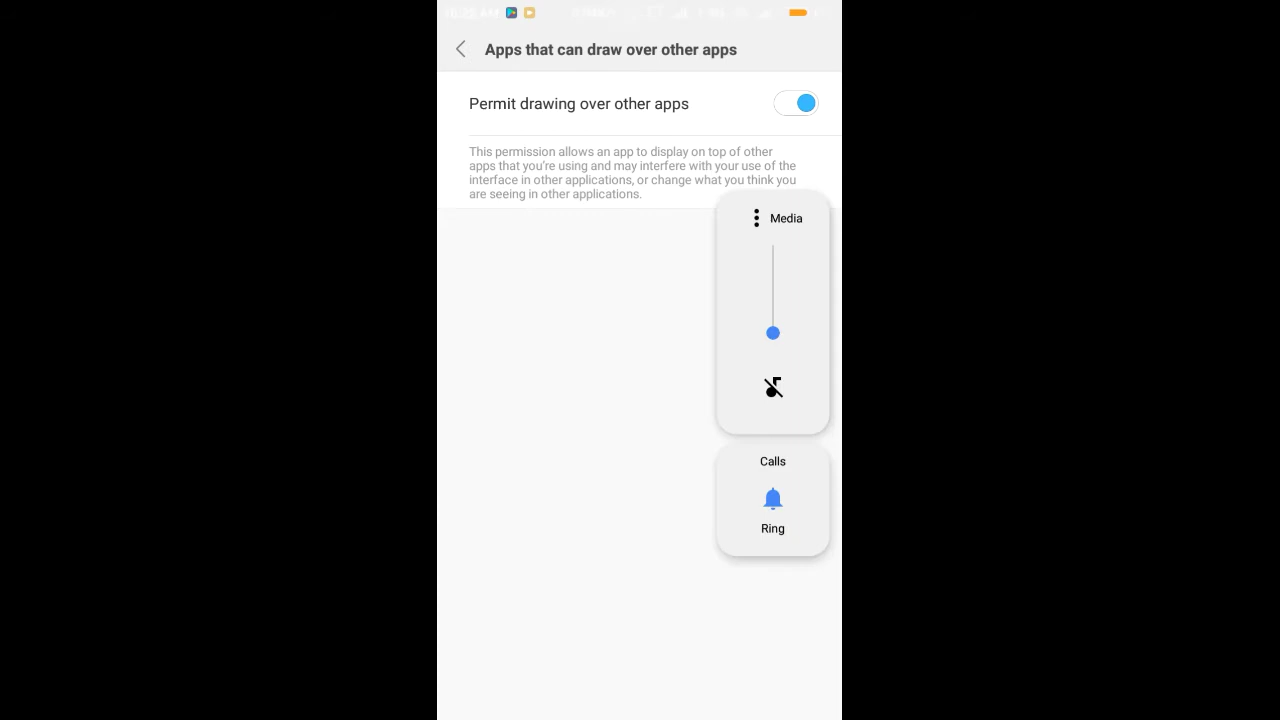 Apps that can draw over other apps
Permit drawing over other apps
This permission allows an app to display on top of other
apps that you're using and may interfere with your use of the
interface in other applications, or change what you think you
are seeing in other applications.
Media
Calls
Ring